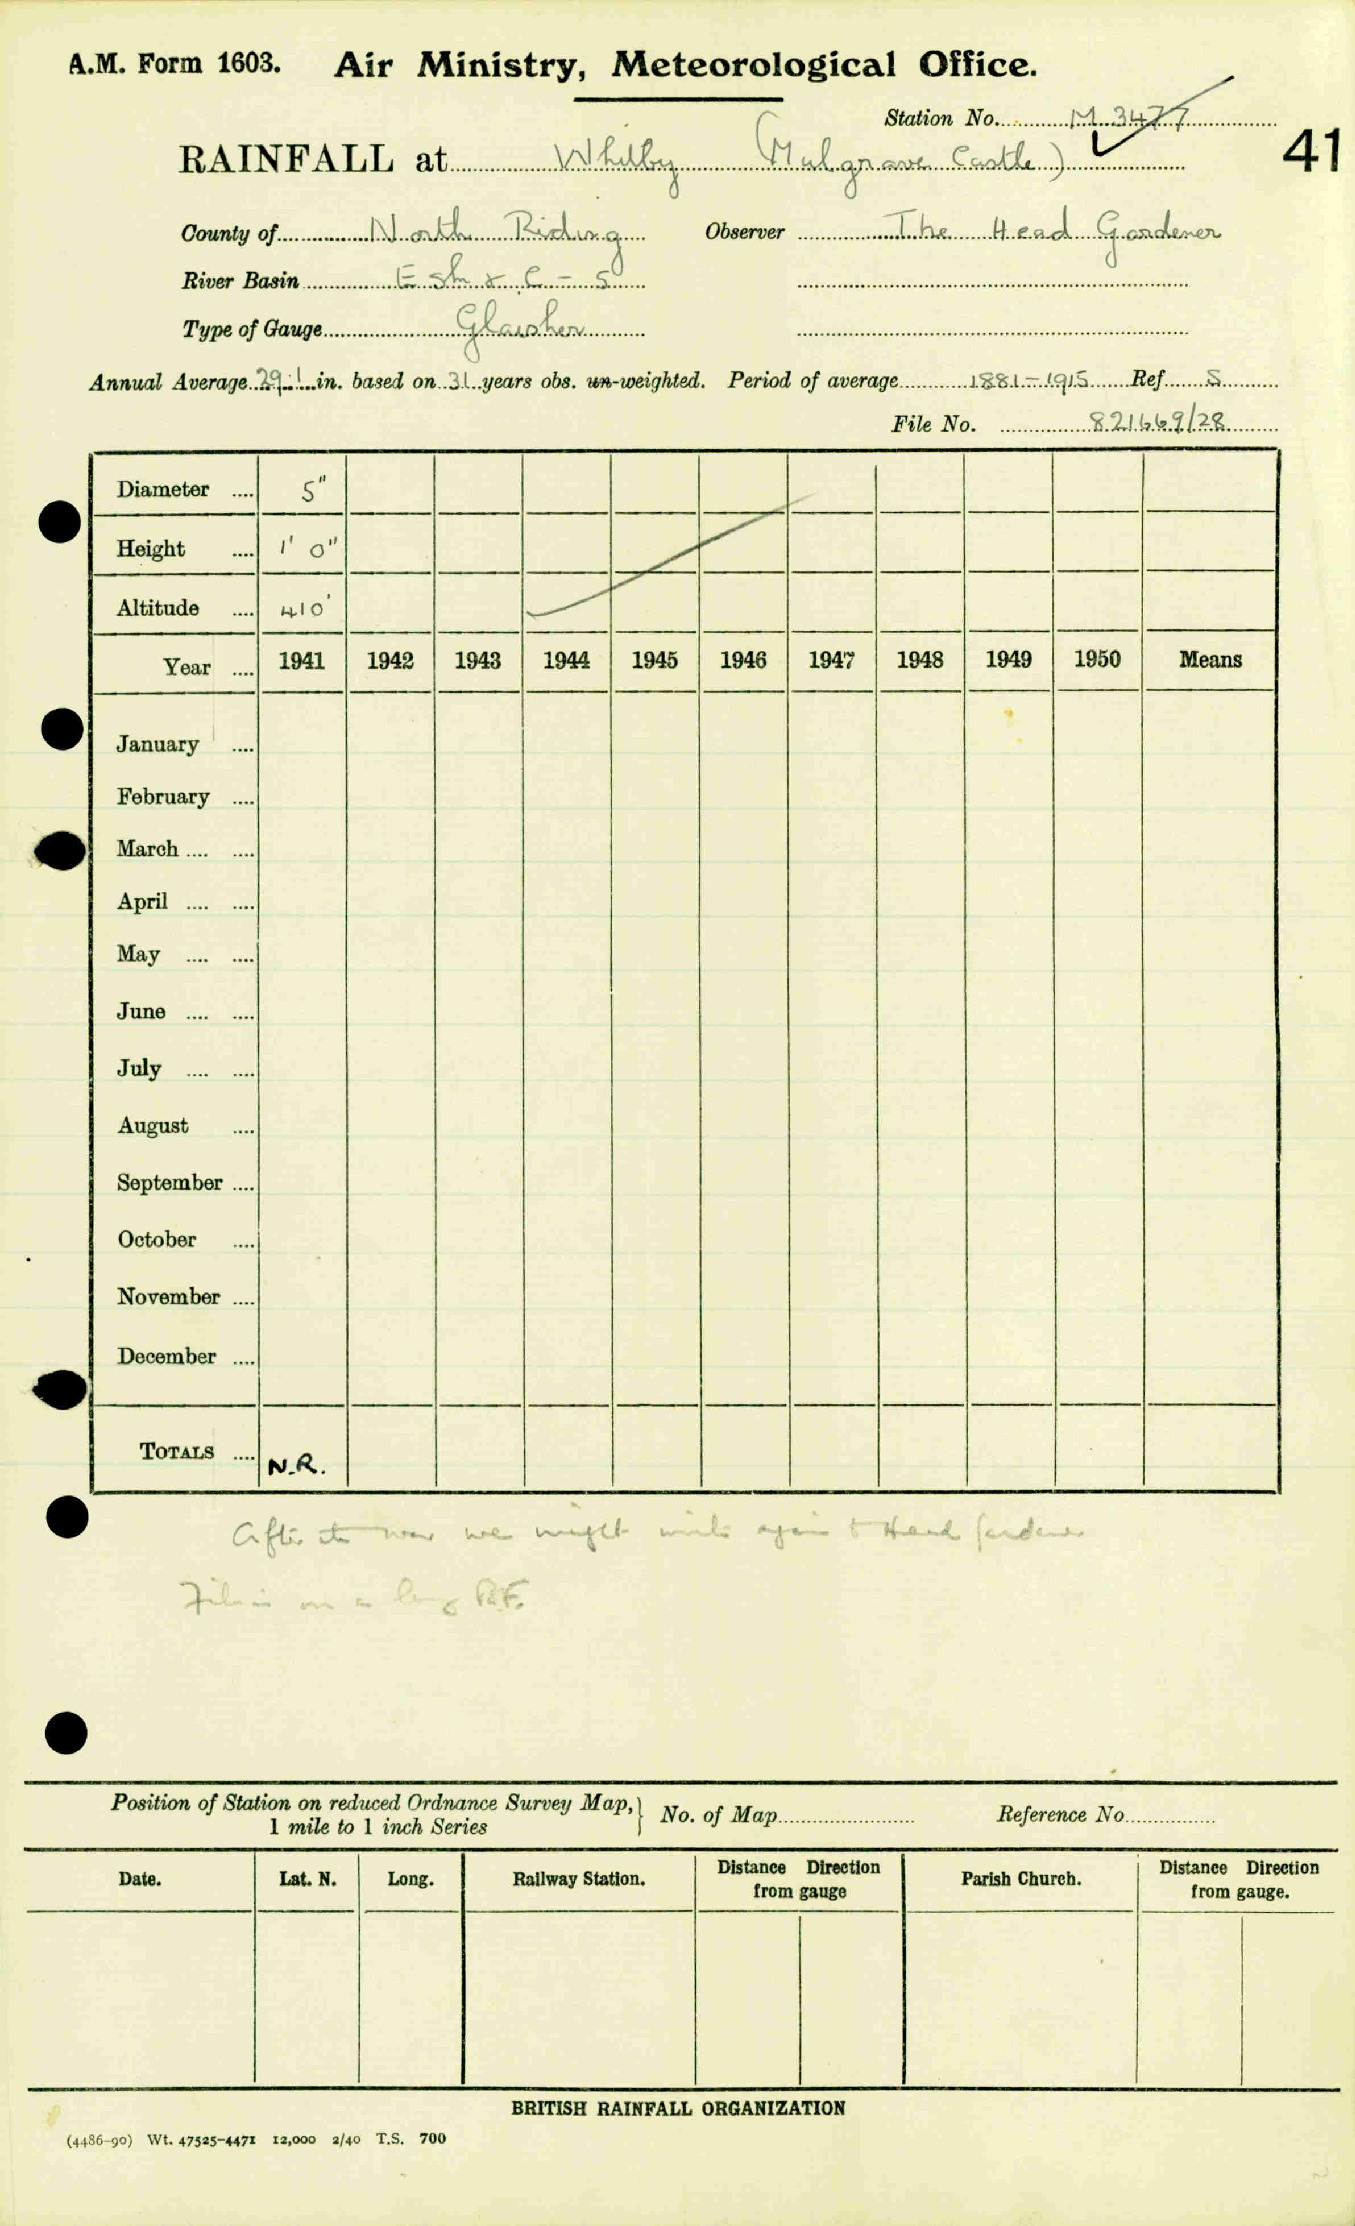 A.M. Form 1603. Air Ministry, Meteorological Office.
Station No. M 3477
RAINFALL at Whitby (Mulgrave Castle)
41
County of North Riding Observer The Head Gardener
River Basin Esk & C - 5
Type of Gauge Glaisher
Annual Average 29.1 in. based on 31 years obs. un-weighted. Period of average 1881-1915 Ref S
File No. 821669/28
Diameter .... 5"
Height .... 1' 0"
Altitude .... 410'
Year .... 1941 1942 1943 1944 1945 1946 1947 1948 1949 1950 Means
January ....
February ....
March .... ....
April .... ....
May .... ....
June .... ....
July .... ....
August ....
September ....
October ....
November ....
December ....
TOTALS .... N.R.
After the war we might write again to Head Gardener
on a long
Position of Station on reduced Ordnance Survey Map, } No. of Map Reference No.
1 mile to 1 inch Series
Date. Lat. N. Long. Railway Station. Distance Direction from gauge Parish Church. Distance Direction from gauge.
BRITISH RAINFALL ORGANIZATION
(4486-90) Wt. 47525-4471 12,000 2/40 T.S. 700